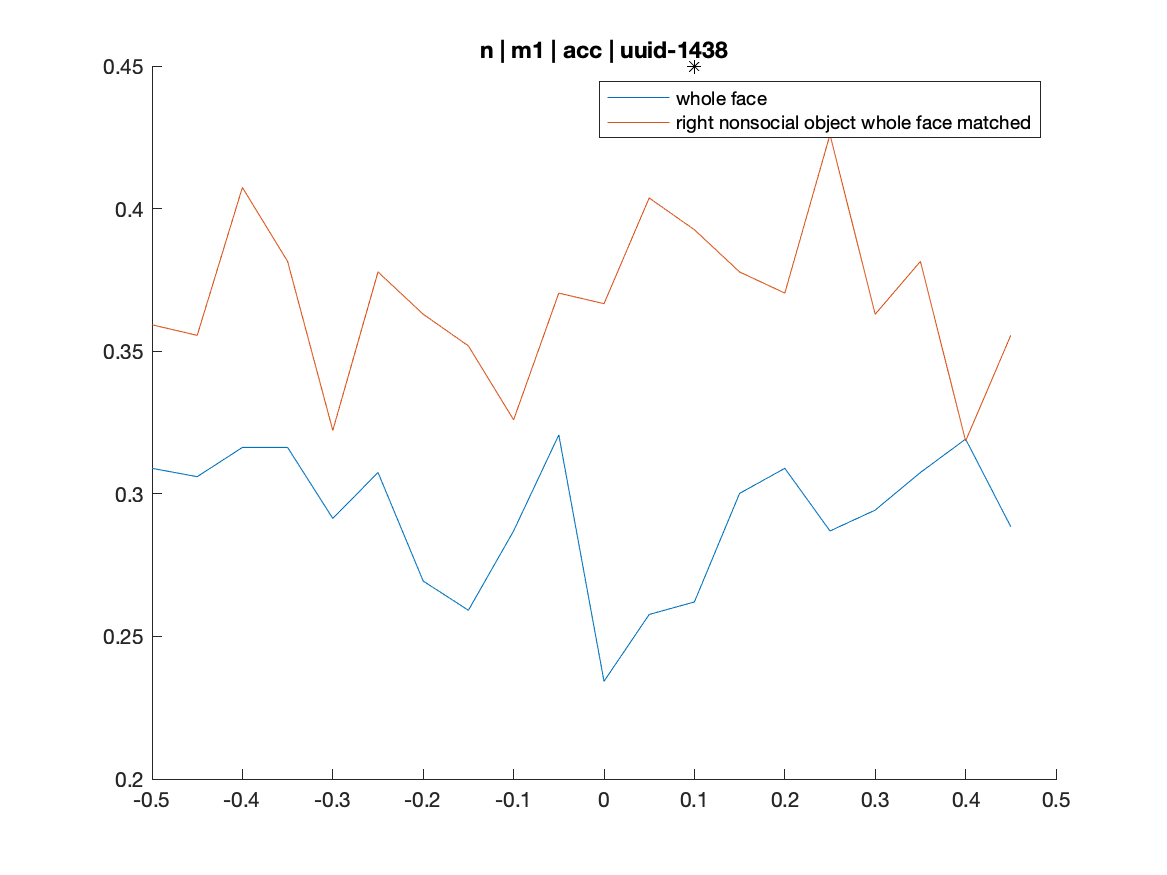 n | m1 | acc | uuid-1438
0.45
whole face
right nonsocial object whole face matched
0.4
0.35
0.3
0.25
0.2
-0.5 -0.4 -0.3 -0.2 -0.1 0 0.1 0.2 0.3 0.4 0.5